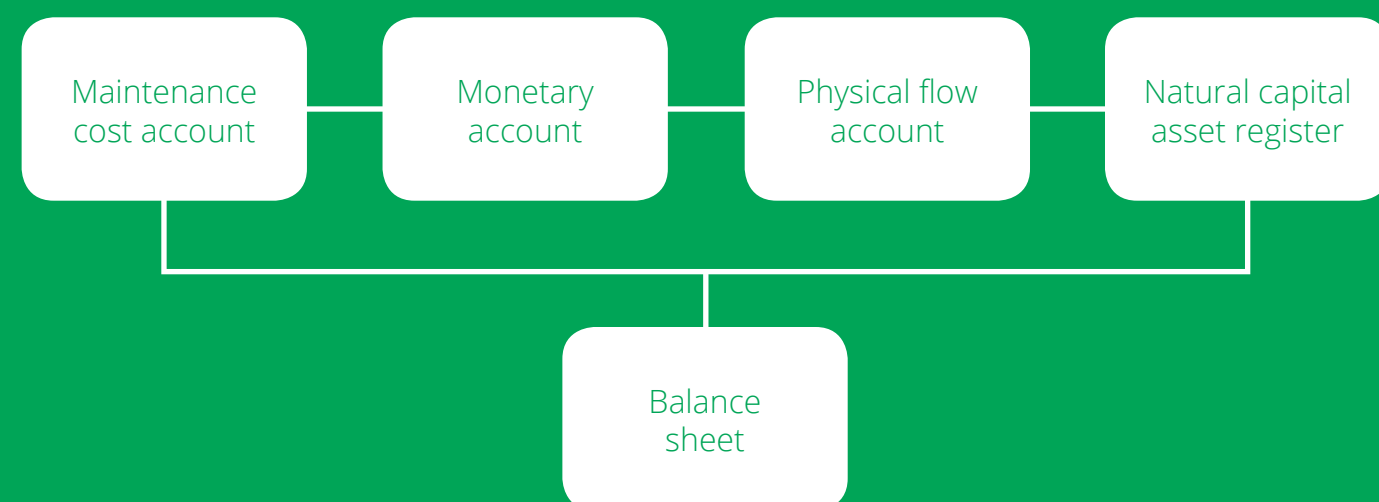 Maintenance
cost account
Monetary
account
Physical flow
account
Natural capital
asset register
Balance
sheet